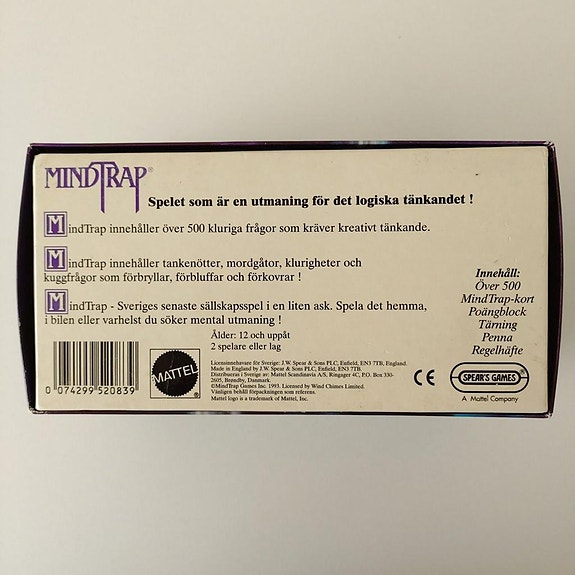 MINDTRAP®
Spelet som är en utmaning för det logiska tänkandet !
MindTrap innehåller över 500 kluriga frågor som kräver kreativt tänkande.
MindTrap innehåller tankenötter, mordgåtor, klurigheter och
kuggfrågor som förbryllar, förbluffar och förkovrar !
MindTrap - Sveriges senaste sällskapsspel i en liten ask. Spela det hemma,
i bilen eller varhelst du söker mental utmaning !
Innehåll:
Över 500
MindTrap-kort
Poängblock
Tärning
Penna
Regelhäfte
Ålder: 12 och uppåt
2 spelare eller lag
0 074299 520839
MATTEL
Licensinnehavare för Sverige: J.W. Spear & Sons PLC, Enfield, EN3 7TB, England.
Made in England by J.W. Spear & Sons PLC, Enfield, EN3 7TB.
Distribueras i Sverige av: Mattel Scandinavia A/S, Ringager 4C, P.O. Box 330-
2605, Brøndby, Danmark.
©MindTrap Games Inc. 1993. Licensed by Wind Chimes Limited.
Vänligen behåll förpackningen som referens.
Mattel logo is a trademark of Mattel, Inc.
CE
SPEAR'S GAMES®
A Mattel Company